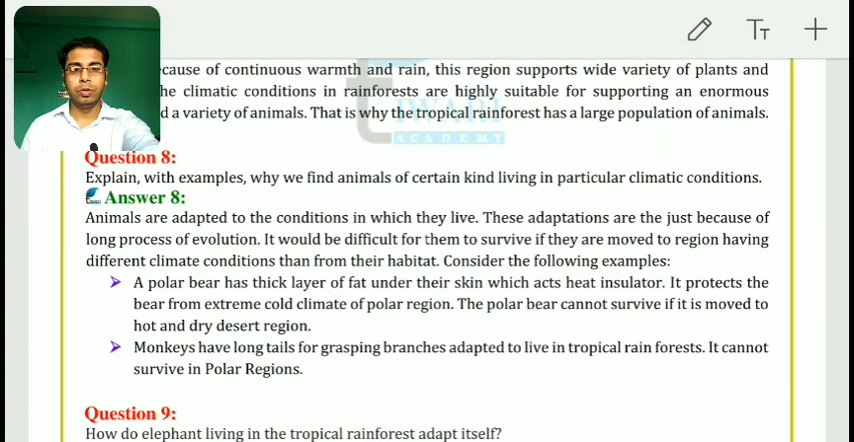 Tт
ecause of continuous warmth and rain, this region supports wide variety of plants and
he climatic conditions in rainforests are highly suitable for supporting an enormous
d a variety of animals. That is why the tropical rainforest has a large population of animals.
IWARI
ACADEMY
Question 8:
Explain, with examples, why we find animals of certain kind living in particular climatic conditions.
Answer 8:
Animals are adapted to the conditions in which they live. These adaptations are the just because of
long process of evolution. It would be difficult for them to survive if they are moved to region having
different climate conditions than from their habitat. Consider the following examples:
➢ A polar bear has thick layer of fat under their skin which acts heat insulator. It protects the
bear from extreme cold climate of polar region. The polar bear cannot survive if it is moved to
hot and dry desert region.
➢ Monkeys have long tails for grasping branches adapted to live in tropical rain forests. It cannot
survive in Polar Regions.
Question 9:
How do elephant living in the tropical rainforest adapt itself?